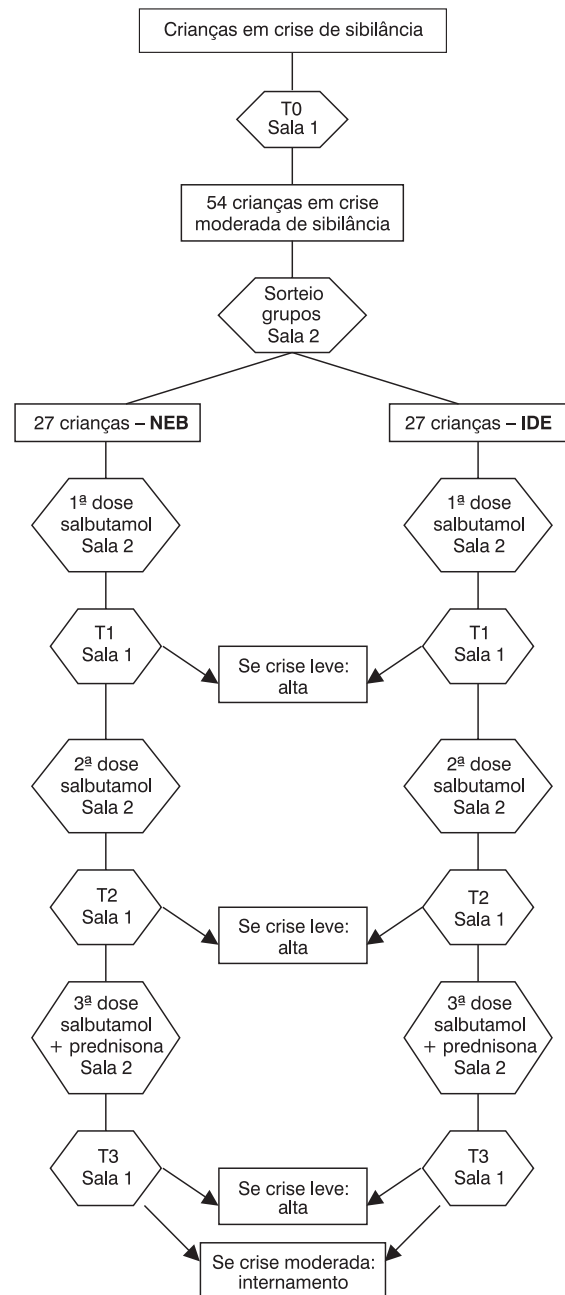 Crianças em crise de sibilância
T0
Sala 1
54 crianças em crise
moderada de sibilância
Sorteio
grupos
Sala 2
27 crianças – NEB
27 crianças – IDE
1ª dose
salbutamol
Sala 2
1ª dose
salbutamol
Sala 2
T1
Sala 1
Se crise leve:
alta
T1
Sala 1
2ª dose
salbutamol
Sala 2
2ª dose
salbutamol
Sala 2
T2
Sala 1
Se crise leve:
alta
T2
Sala 1
3ª dose
salbutamol
+ prednisona
Sala 2
3ª dose
salbutamol
+ prednisona
Sala 2
T3
Sala 1
Se crise leve:
alta
T3
Sala 1
Se crise moderada:
internamento